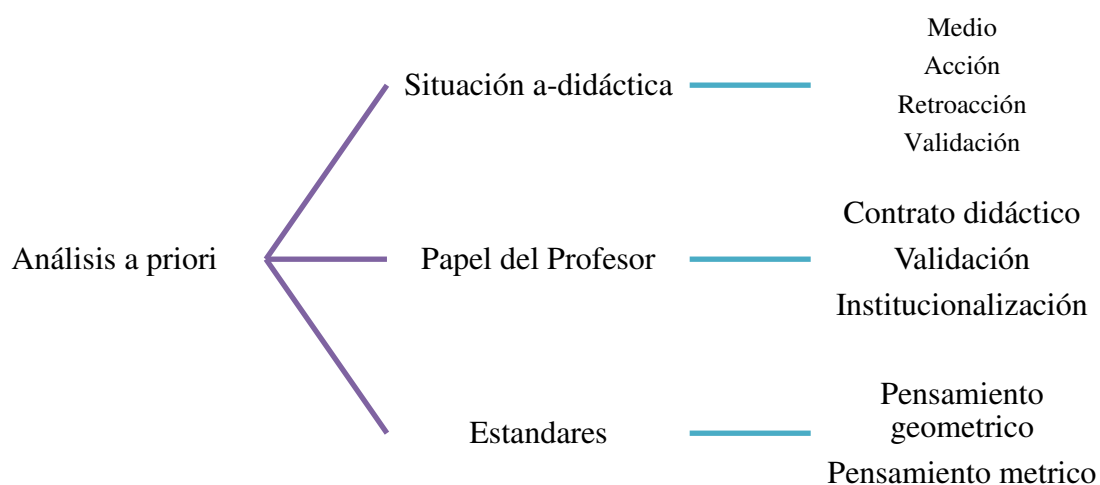 Análisis a priori
Situación a-didáctica
Medio
Acción
Retroacción
Validación
Papel del Profesor
Contrato didáctico
Validación
Institucionalización
Estandares
Pensamiento
geometrico
Pensamiento metrico